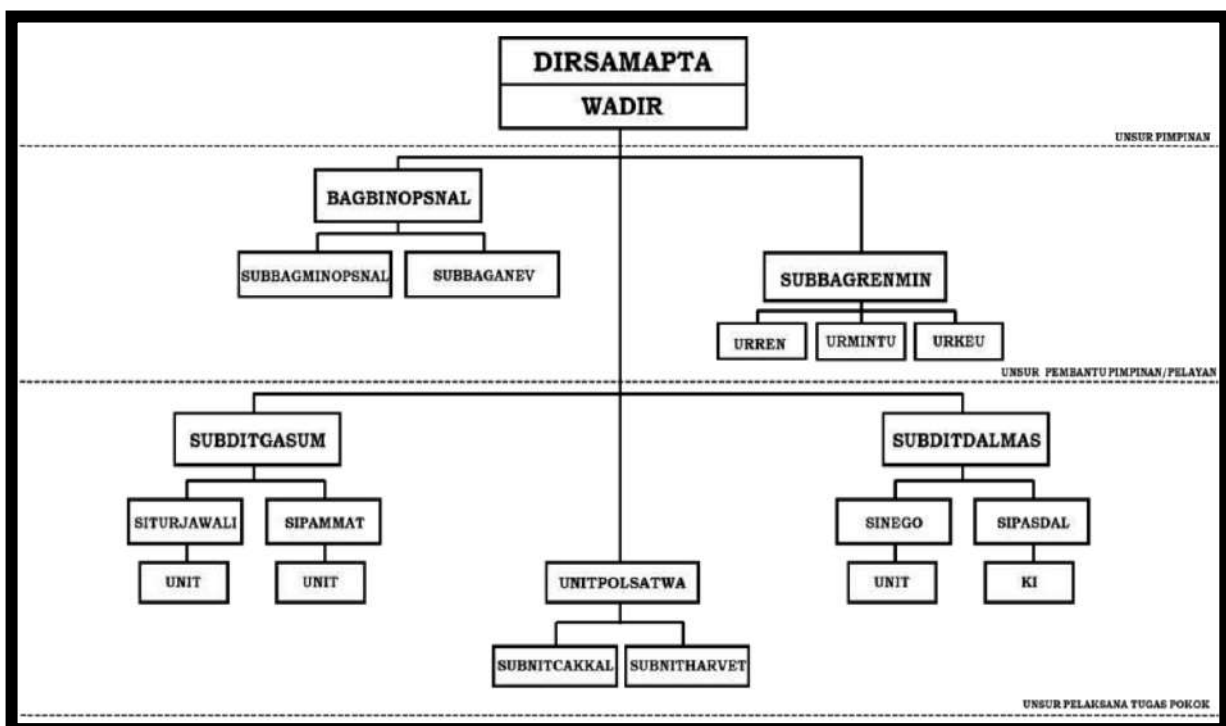 DIRSAMAPTA
WADIR
UNSUR PIMPINAN
BAGBINOPSNAL
SUBBAGMINOPSNAL
SUBBAGANEV
SUBBAGRENMIN
URREN
URMINTU
URKEU
UNSUR PEMBANTU PIMPINAN/PELAYAN
SUBDITGASUM
SUBDITDALMAS
SITURJAWALI
SIPAMMAT
SINEGO
SIPASDAL
UNIT
UNIT
UNITPOLSATWA
UNIT
KI
SUBNITCAKKAL
SUBNITHARVET
UNSUR PELAKSANA TUGAS POKOK